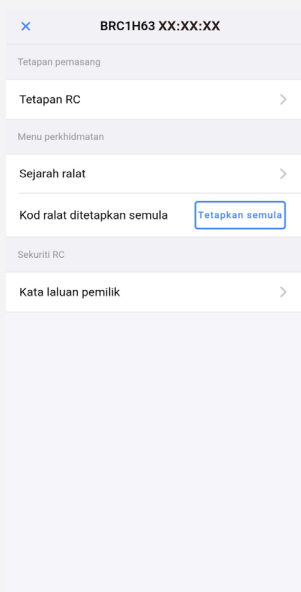 BRC1H63 XX:XX:XX
Tetapan pemasang
Tetapan RC
Menu perkhidmatan
Sejarah ralat
Kod ralat ditetapkan semula
Tetapkan semula
Sekuriti RC
Kata laluan pemilik